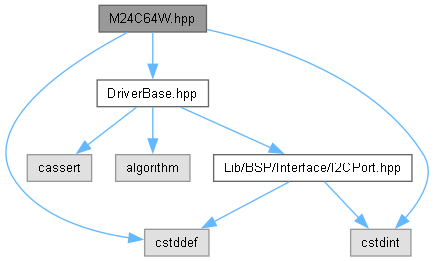 M24C64W.hpp
DriverBase.hpp
cassert
algorithm
Lib/BSP/Interface/I2CPort.hpp
cstddef
cstdint